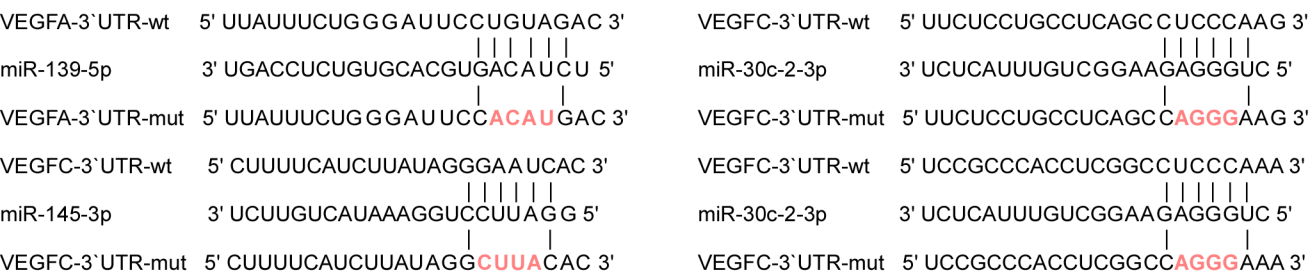 VEGFA-3`UTR-wt 5' UUAUUUCUGGGAUUCCUGUAGAC 3'
miR-139-5p 3' UGACCUCUGUGCACGUGACAUCU 5'
VEGFA-3`UTR-mut 5' UUAUUUCUGGGAUUCCACAUGAC 3'
VEGFC-3`UTR-wt 5' CUUUUCAUCUUAUAGGGAAUCAC 3'
miR-145-3p 3' UCUUGUCAUAAAGGUCCUUAGG 5'
VEGFC-3`UTR-mut 5' CUUUUCAUCUUAUAGGCUUACAC 3'
VEGFC-3`UTR-wt 5' UUCUCCUGCCUCAGCCUCCCAAG 3'
miR-30c-2-3p 3' UCUCAUUUGUCGGAAGAGGGUC 5'
VEGFC-3`UTR-mut 5' UUCUCCUGCCUCAGCCAGGGAAG 3'
VEGFC-3`UTR-wt 5' UCCGCCCACCUCGGCCUCCCAAA 3'
miR-30c-2-3p 3' UCUCAUUUGUCGGAAGAGGGUC 5'
VEGFC-3`UTR-mut 5' UCCGCCCACCUCGGCCAGGGAAA 3'